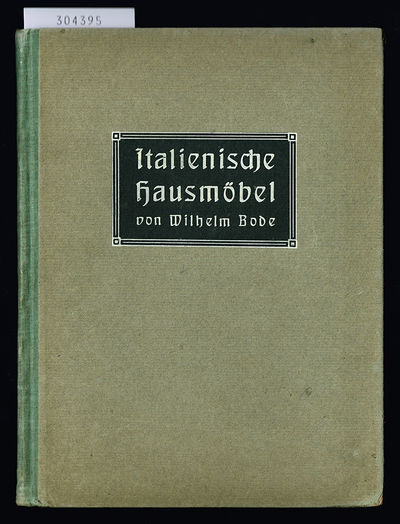 304395
Italienische
Hausmöbel
von Wilhelm Bode